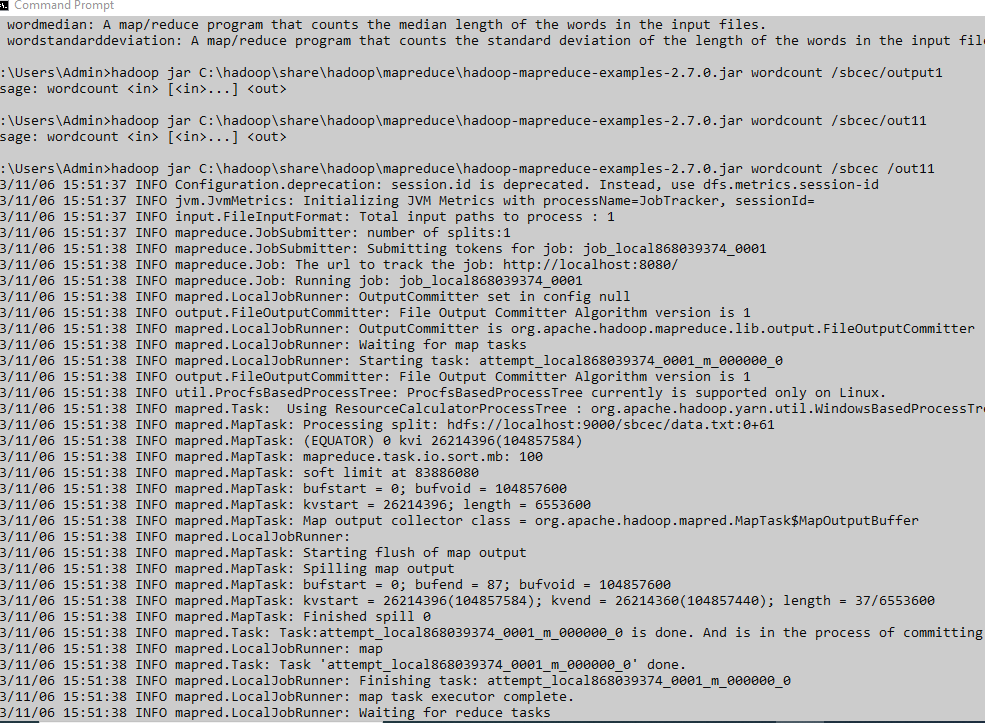 Command Prompt
wordmedian: A map/reduce program that counts the median length of the words in the input files.
wordstandarddeviation: A map/reduce program that counts the standard deviation of the length of the words in the input file
:\Users\Admin>hadoop jar C:\hadoop\share\hadoop\mapreduce\hadoop-mapreduce-examples-2.7.0.jar wordcount /sbcec/output1
sage: wordcount <in> [<in>...] <out>
:\Users\Admin>hadoop jar C:\hadoop\share\hadoop\mapreduce\hadoop-mapreduce-examples-2.7.0.jar wordcount /sbcec/out11
sage: wordcount <in> [<in>...] <out>
:\Users\Admin>hadoop jar C:\hadoop\share\hadoop\mapreduce\hadoop-mapreduce-examples-2.7.0.jar wordcount /sbcec /out11
3/11/06 15:51:37 INFO Configuration.deprecation: session.id is deprecated. Instead, use dfs.metrics.session-id
3/11/06 15:51:37 INFO jvm.JvmMetrics: Initializing JVM Metrics with processName=JobTracker, sessionId=
3/11/06 15:51:37 INFO input.FileInputFormat: Total input paths to process : 1
3/11/06 15:51:37 INFO mapreduce.JobSubmitter: number of splits:1
3/11/06 15:51:38 INFO mapreduce.JobSubmitter: Submitting tokens for job: job_local868039374_0001
3/11/06 15:51:38 INFO mapreduce.Job: The url to track the job: http://localhost:8080/
3/11/06 15:51:38 INFO mapreduce.Job: Running job: job_local868039374_0001
3/11/06 15:51:38 INFO mapred.LocalJobRunner: OutputCommitter set in config null
3/11/06 15:51:38 INFO output.FileOutputCommitter: File Output Committer Algorithm version is 1
3/11/06 15:51:38 INFO mapred.LocalJobRunner: OutputCommitter is org.apache.hadoop.mapreduce.lib.output.FileOutputCommitter
3/11/06 15:51:38 INFO mapred.LocalJobRunner: Waiting for map tasks
3/11/06 15:51:38 INFO mapred.LocalJobRunner: Starting task: attempt_local868039374_0001_m_000000_0
3/11/06 15:51:38 INFO output.FileOutputCommitter: File Output Committer Algorithm version is 1
3/11/06 15:51:38 INFO util.ProcfsBasedProcessTree: ProcfsBasedProcessTree currently is supported only on Linux.
3/11/06 15:51:38 INFO mapred.Task:  Using ResourceCalculatorProcessTree : org.apache.hadoop.yarn.util.WindowsBasedProcessTr
3/11/06 15:51:38 INFO mapred.MapTask: Processing split: hdfs://localhost:9000/sbcec/data.txt:0+61
3/11/06 15:51:38 INFO mapred.MapTask: (EQUATOR) 0 kvi 26214396(104857584)
3/11/06 15:51:38 INFO mapred.MapTask: mapreduce.task.io.sort.mb: 100
3/11/06 15:51:38 INFO mapred.MapTask: soft limit at 83886080
3/11/06 15:51:38 INFO mapred.MapTask: bufstart = 0; bufvoid = 104857600
3/11/06 15:51:38 INFO mapred.MapTask: kvstart = 26214396; length = 6553600
3/11/06 15:51:38 INFO mapred.MapTask: Map output collector class = org.apache.hadoop.mapred.MapTask$MapOutputBuffer
3/11/06 15:51:38 INFO mapred.LocalJobRunner:
3/11/06 15:51:38 INFO mapred.MapTask: Starting flush of map output
3/11/06 15:51:38 INFO mapred.MapTask: Spilling map output
3/11/06 15:51:38 INFO mapred.MapTask: bufstart = 0; bufend = 87; bufvoid = 104857600
3/11/06 15:51:38 INFO mapred.MapTask: kvstart = 26214396(104857584); kvend = 26214360(104857440); length = 37/6553600
3/11/06 15:51:38 INFO mapred.MapTask: Finished spill 0
3/11/06 15:51:38 INFO mapred.Task: Task:attempt_local868039374_0001_m_000000_0 is done. And is in the process of committing
3/11/06 15:51:38 INFO mapred.LocalJobRunner: map
3/11/06 15:51:38 INFO mapred.Task: Task 'attempt_local868039374_0001_m_000000_0' done.
3/11/06 15:51:38 INFO mapred.LocalJobRunner: Finishing task: attempt_local868039374_0001_m_000000_0
3/11/06 15:51:38 INFO mapred.LocalJobRunner: map task executor complete.
3/11/06 15:51:38 INFO mapred.LocalJobRunner: Waiting for reduce tasks